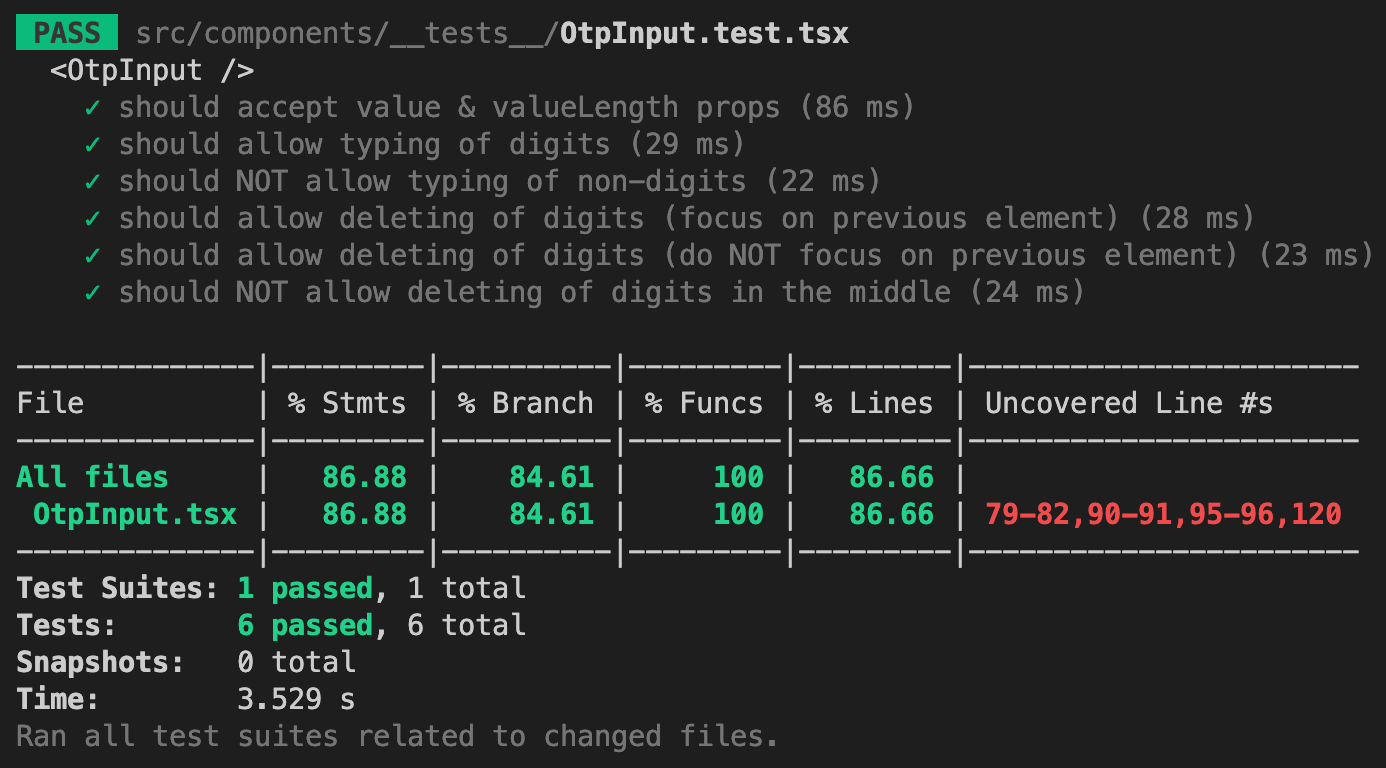 PASS src/components/__tests__/OtpInput.test.tsx
  <OtpInput />
    ✓ should accept value & valueLength props (86 ms)
    ✓ should allow typing of digits (29 ms)
    ✓ should NOT allow typing of non-digits (22 ms)
    ✓ should allow deleting of digits (focus on previous element) (28 ms)
    ✓ should allow deleting of digits (do NOT focus on previous element) (23 ms)
    ✓ should NOT allow deleting of digits in the middle (24 ms)

--------------|---------|----------|---------|---------|-----------------------
File          | % Stmts | % Branch | % Funcs | % Lines | Uncovered Line #s
--------------|---------|----------|---------|---------|-----------------------
All files     |   86.88 |    84.61 |     100 |   86.66 |
 OtpInput.tsx |   86.88 |    84.61 |     100 |   86.66 | 79-82,90-91,95-96,120
--------------|---------|----------|---------|---------|-----------------------
Test Suites: 1 passed, 1 total
Tests:       6 passed, 6 total
Snapshots:   0 total
Time:        3.529 s
Ran all test suites related to changed files.